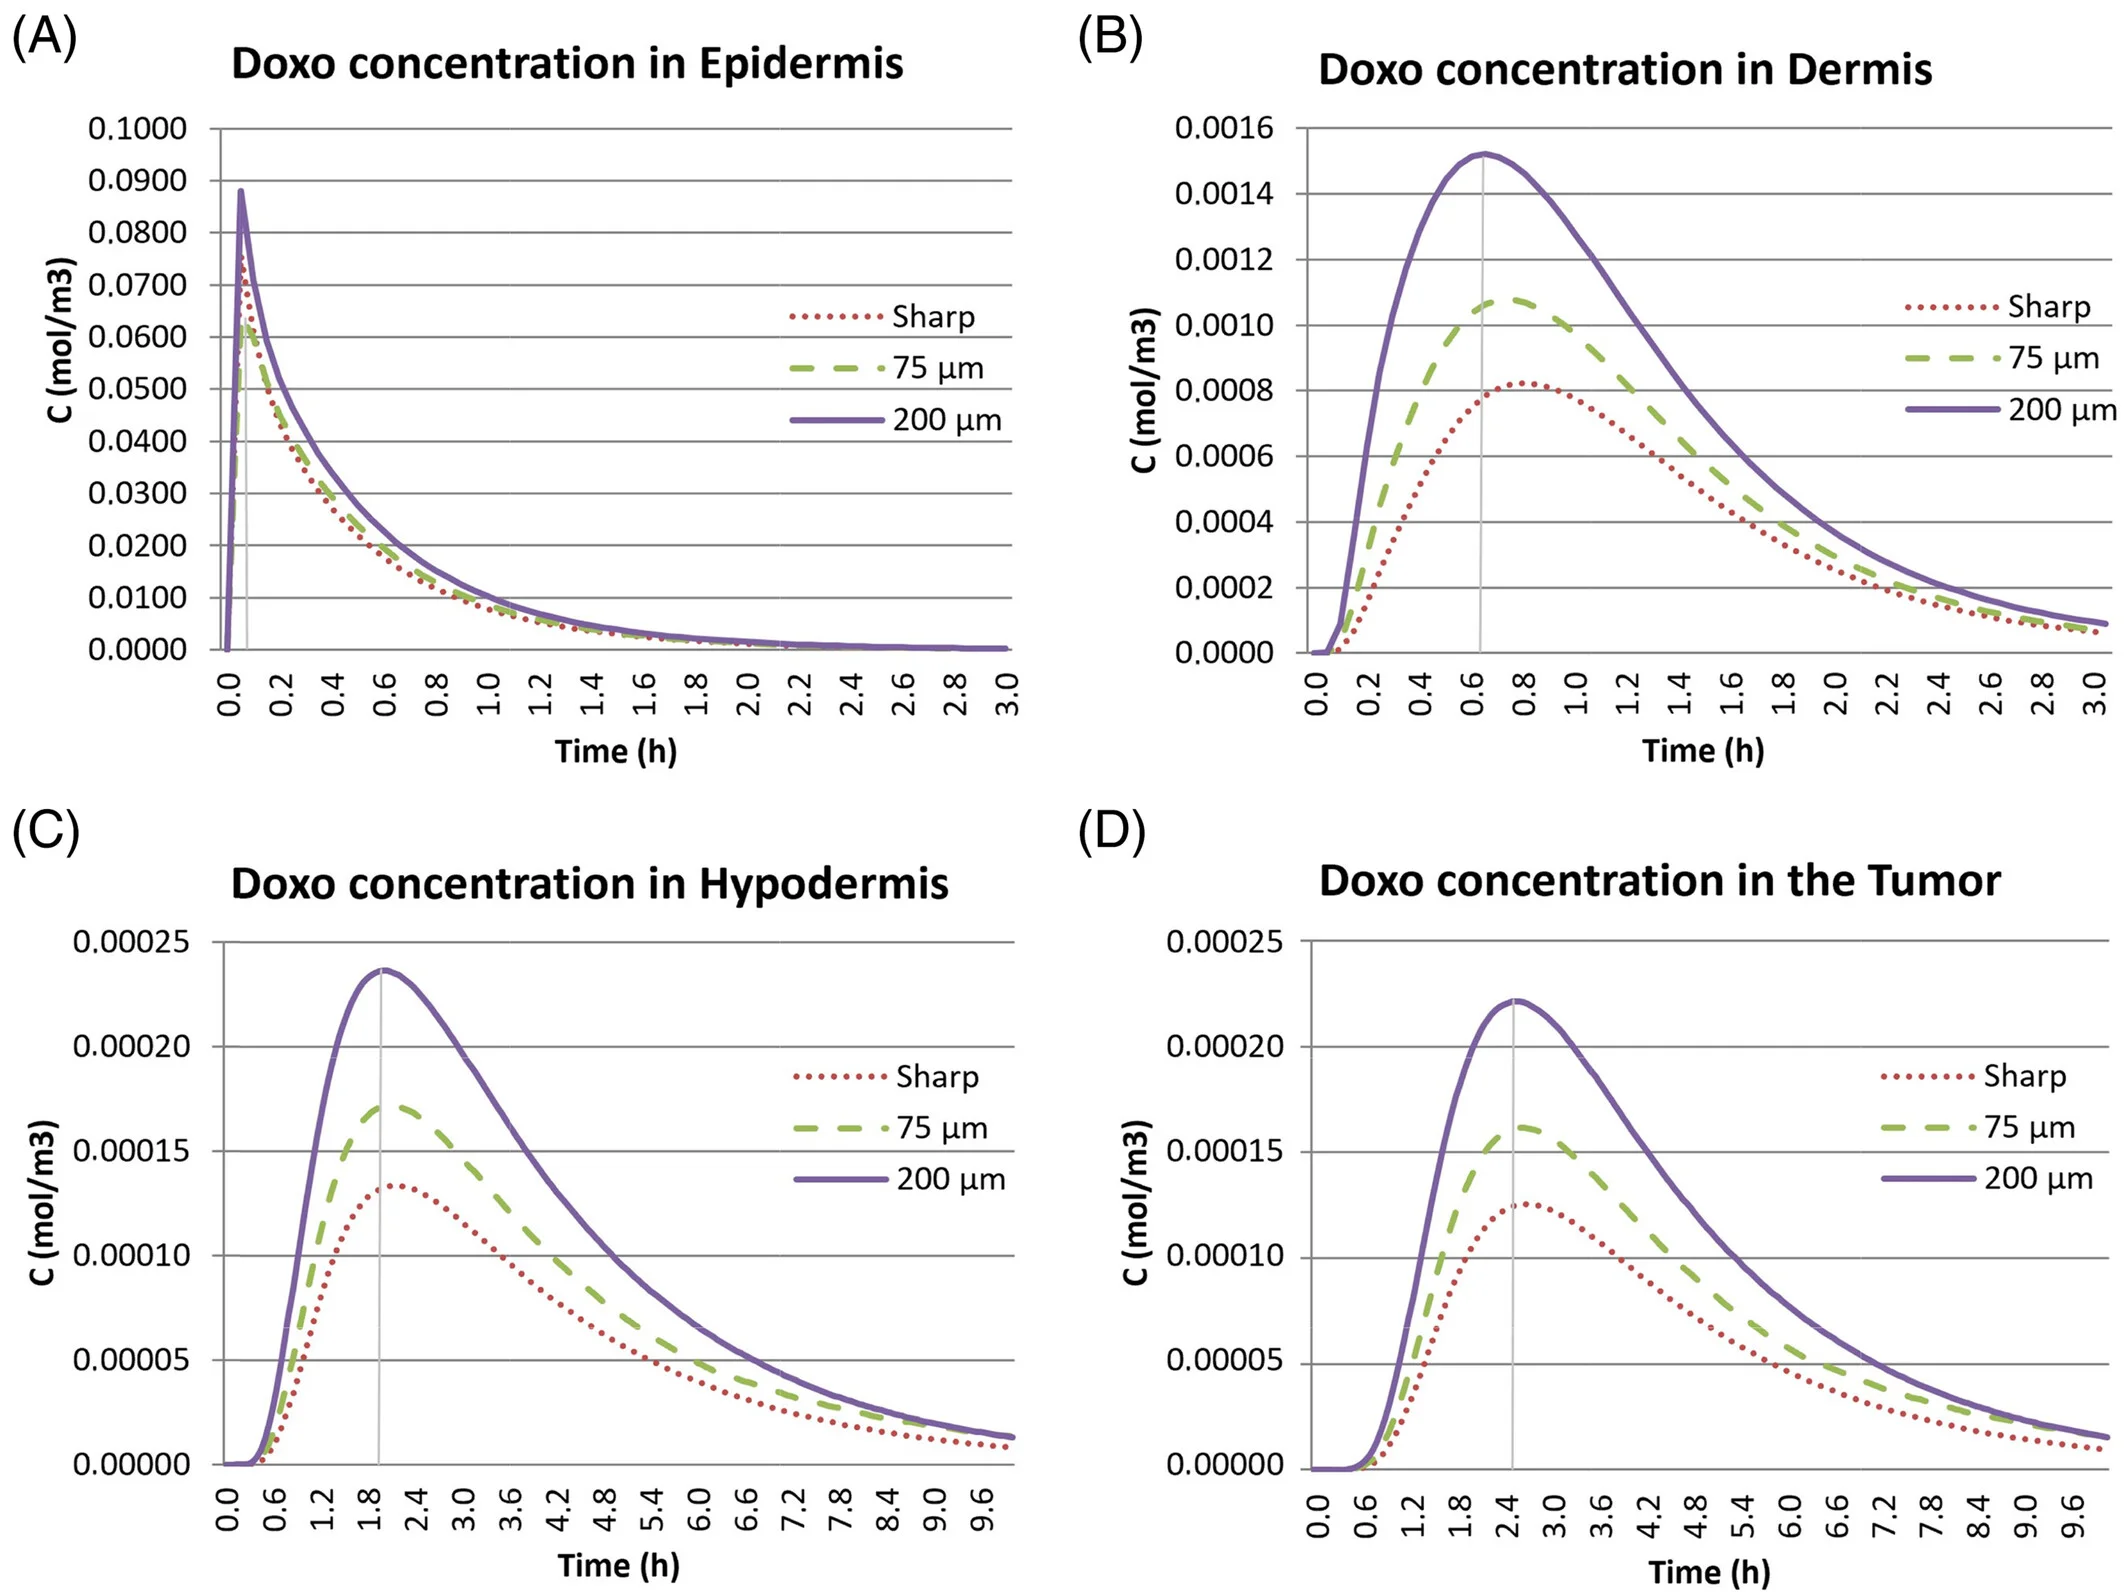 (A)
Doxo concentration in Epidermis
0.1000
0.0900
0.0800
0.0700
0.0600
0.0500
0.0400
0.0300
0.0200
0.0100
0.0000
C (mol/m3)
Sharp
75 µm
200 µm
0.0 0.2 0.4 0.6 0.8 1.0 1.2 1.4 1.6 1.8 2.0 2.2 2.4 2.6 2.8 3.0
Time (h)
(B)
Doxo concentration in Dermis
0.0016
0.0014
0.0012
0.0010
0.0008
0.0006
0.0004
0.0002
0.0000
C (mol/m3)
Sharp
75 µm
200 µm
0.0 0.2 0.4 0.6 0.8 1.0 1.2 1.4 1.6 1.8 2.0 2.2 2.4 2.6 2.8 3.0
Time (h)
(C)
Doxo concentration in Hypodermis
0.00025
0.00020
0.00015
0.00010
0.00005
0.00000
C (mol/m3)
Sharp
75 µm
200 µm
0.0 0.6 1.2 1.8 2.4 3.0 3.6 4.2 4.8 5.4 6.0 6.6 7.2 7.8 8.4 9.0 9.6
Time (h)
(D)
Doxo concentration in the Tumor
0.00025
0.00020
0.00015
0.00010
0.00005
0.00000
C (mol/m3)
Sharp
75 µm
200 µm
0.0 0.6 1.2 1.8 2.4 3.0 3.6 4.2 4.8 5.4 6.0 6.6 7.2 7.8 8.4 9.0 9.6
Time (h)